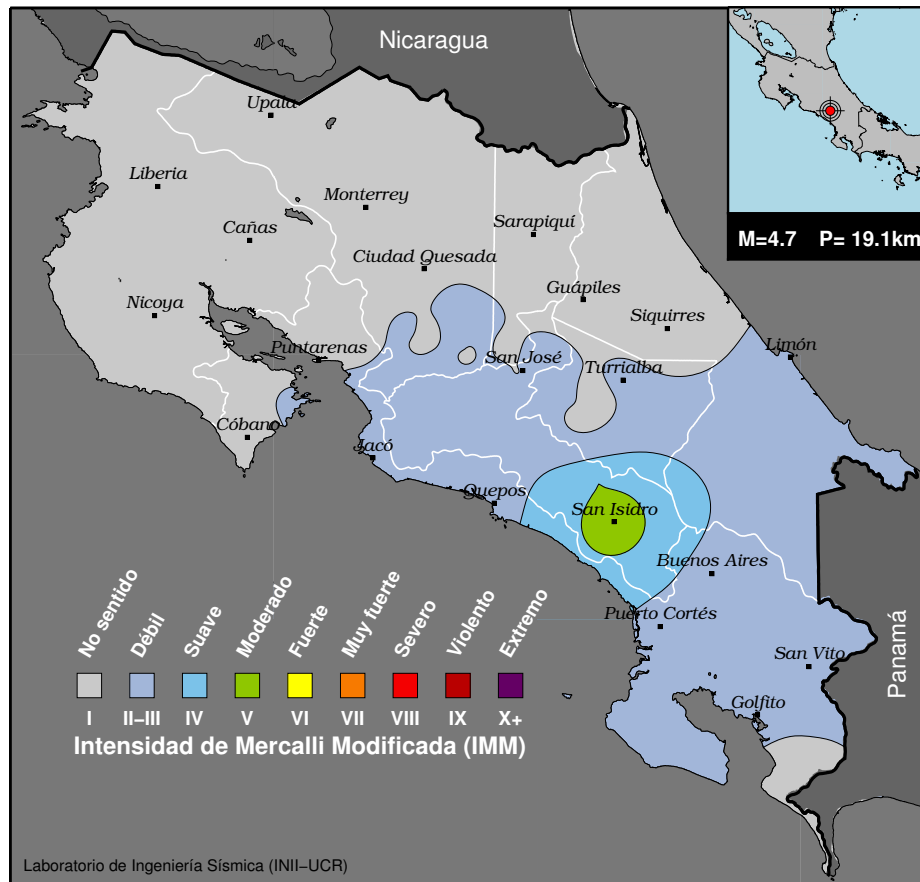 Nicaragua
Upala
Liberia
Monterrey
Cañas
Sarapiquí
M=4.7 P= 19.1km
Ciudad Quesada
Nicoya
Guápiles
Siquirres
Puntarenas
San José
Limón
Turrialba
Cóbano
Jacó
Quepos
San Isidro
Buenos Aires
Puerto Cortés
San Vito
Golfito
Panamá
No sentido
Débil
Suave
Moderado
Fuerte
Muy fuerte
Severo
Violento
Extremo
I II–III IV V VI VII VIII IX X+
Intensidad de Mercalli Modificada (IMM)
Laboratorio de Ingeniería Sísmica (INII–UCR)